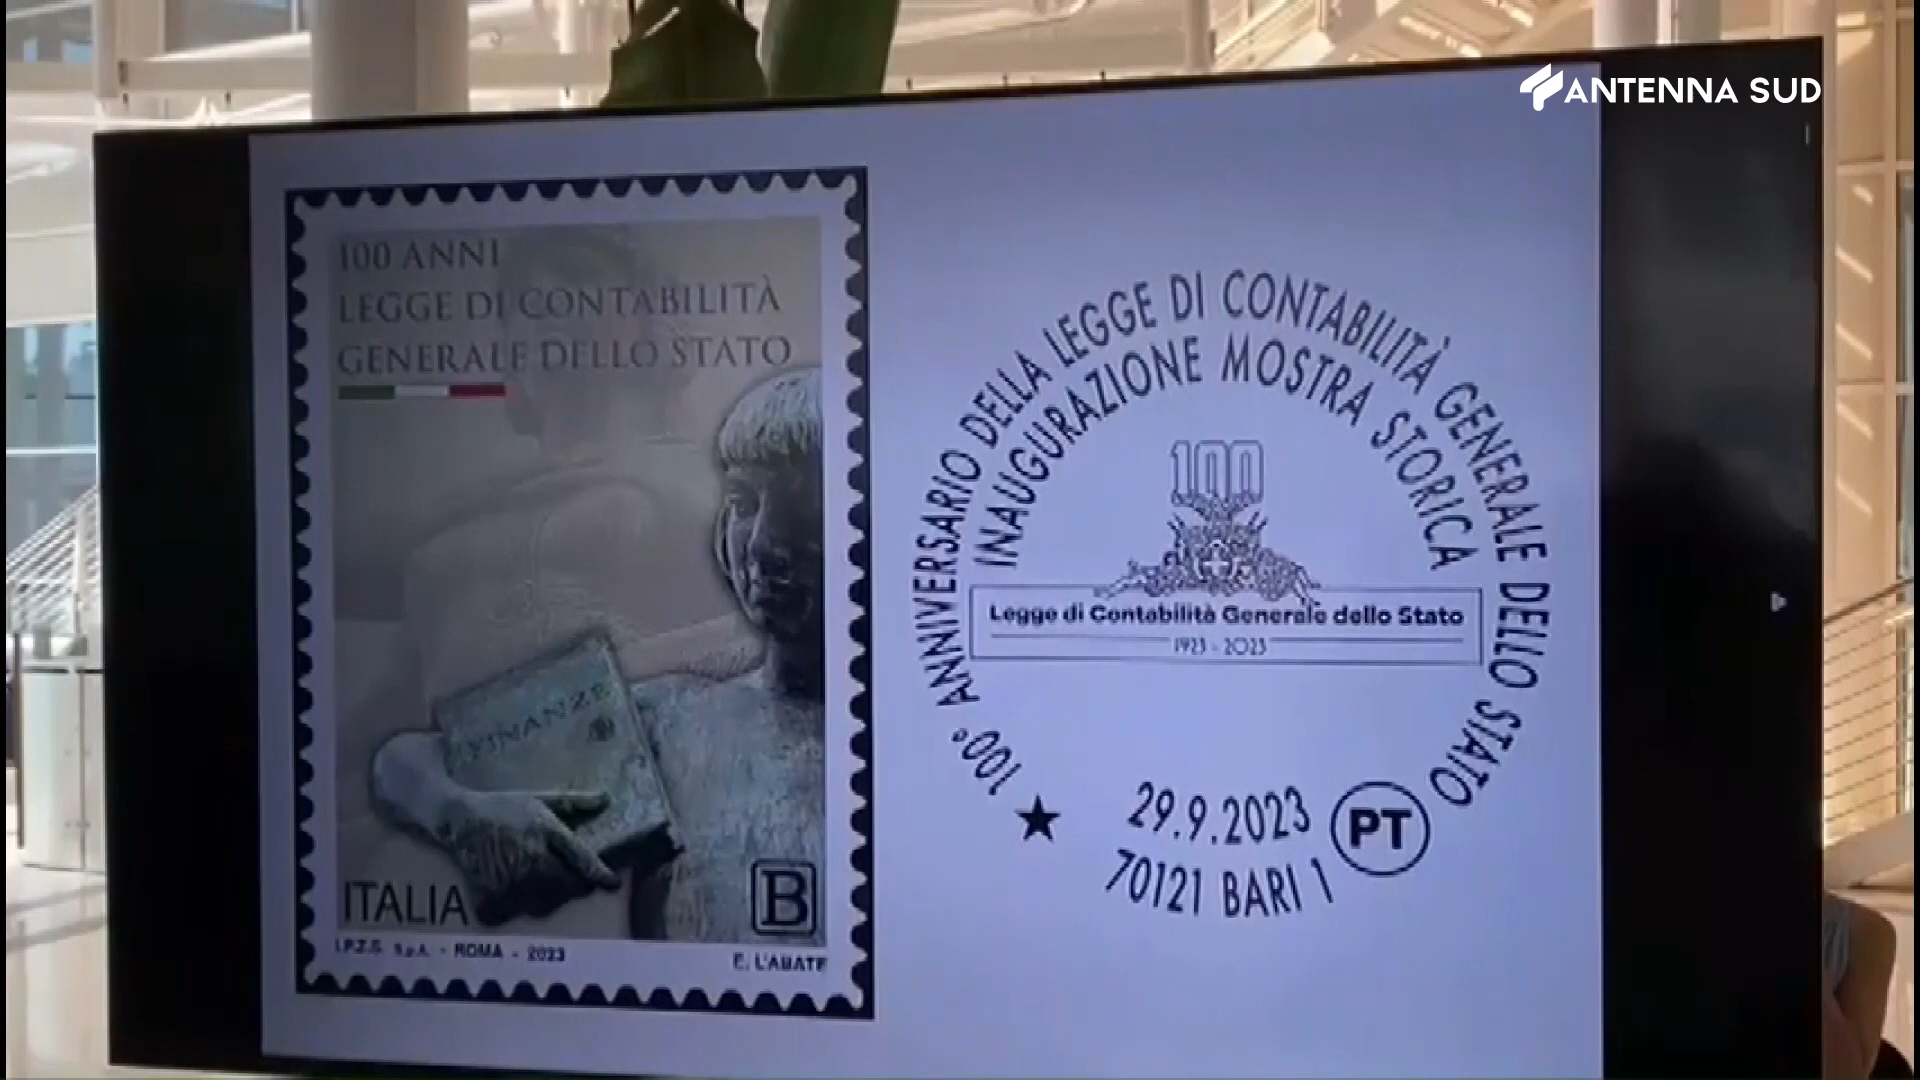 ANTENNA SUD
100 ANNI
LEGGE DI CONTABILITÀ
GENERALE DELLO STATO
FINANZE
ITALIA
B
I.P.Z.S. S.p.A. - ROMA - 2023
E. L'ABATE
100° ANNIVERSARIO DELLA LEGGE DI CONTABILITÀ GENERALE DELLO STATO
INAUGURAZIONE MOSTRA STORICA
100
Legge di Contabilità Generale dello Stato
1923 - 2023
29.9.2023
PT
70121 BARI 1